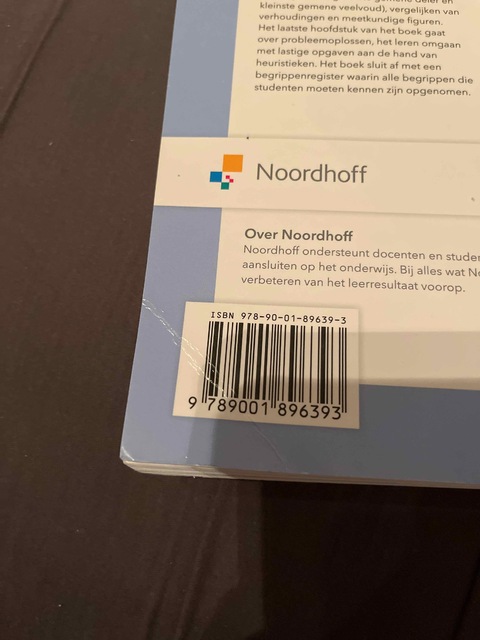 kleinste gemene veelvoud), vergelijken van
verhoudingen en meetkundige figuren.
Het laatste hoofdstuk van het boek gaat
over probleemoplossen, het leren omgaan
met lastige opgaven aan de hand van
heuristieken. Het boek sluit af met een
begrippenregister waarin alle begrippen die
studenten moeten kennen zijn opgenomen.
Noordhoff
Over Noordhoff
Noordhoff ondersteunt docenten en
aansluiten op het onderwijs. Bij alles wat
verbeteren van het leerresultaat voorop.
ISBN 978-90-01-89639-3
9 789001 896393